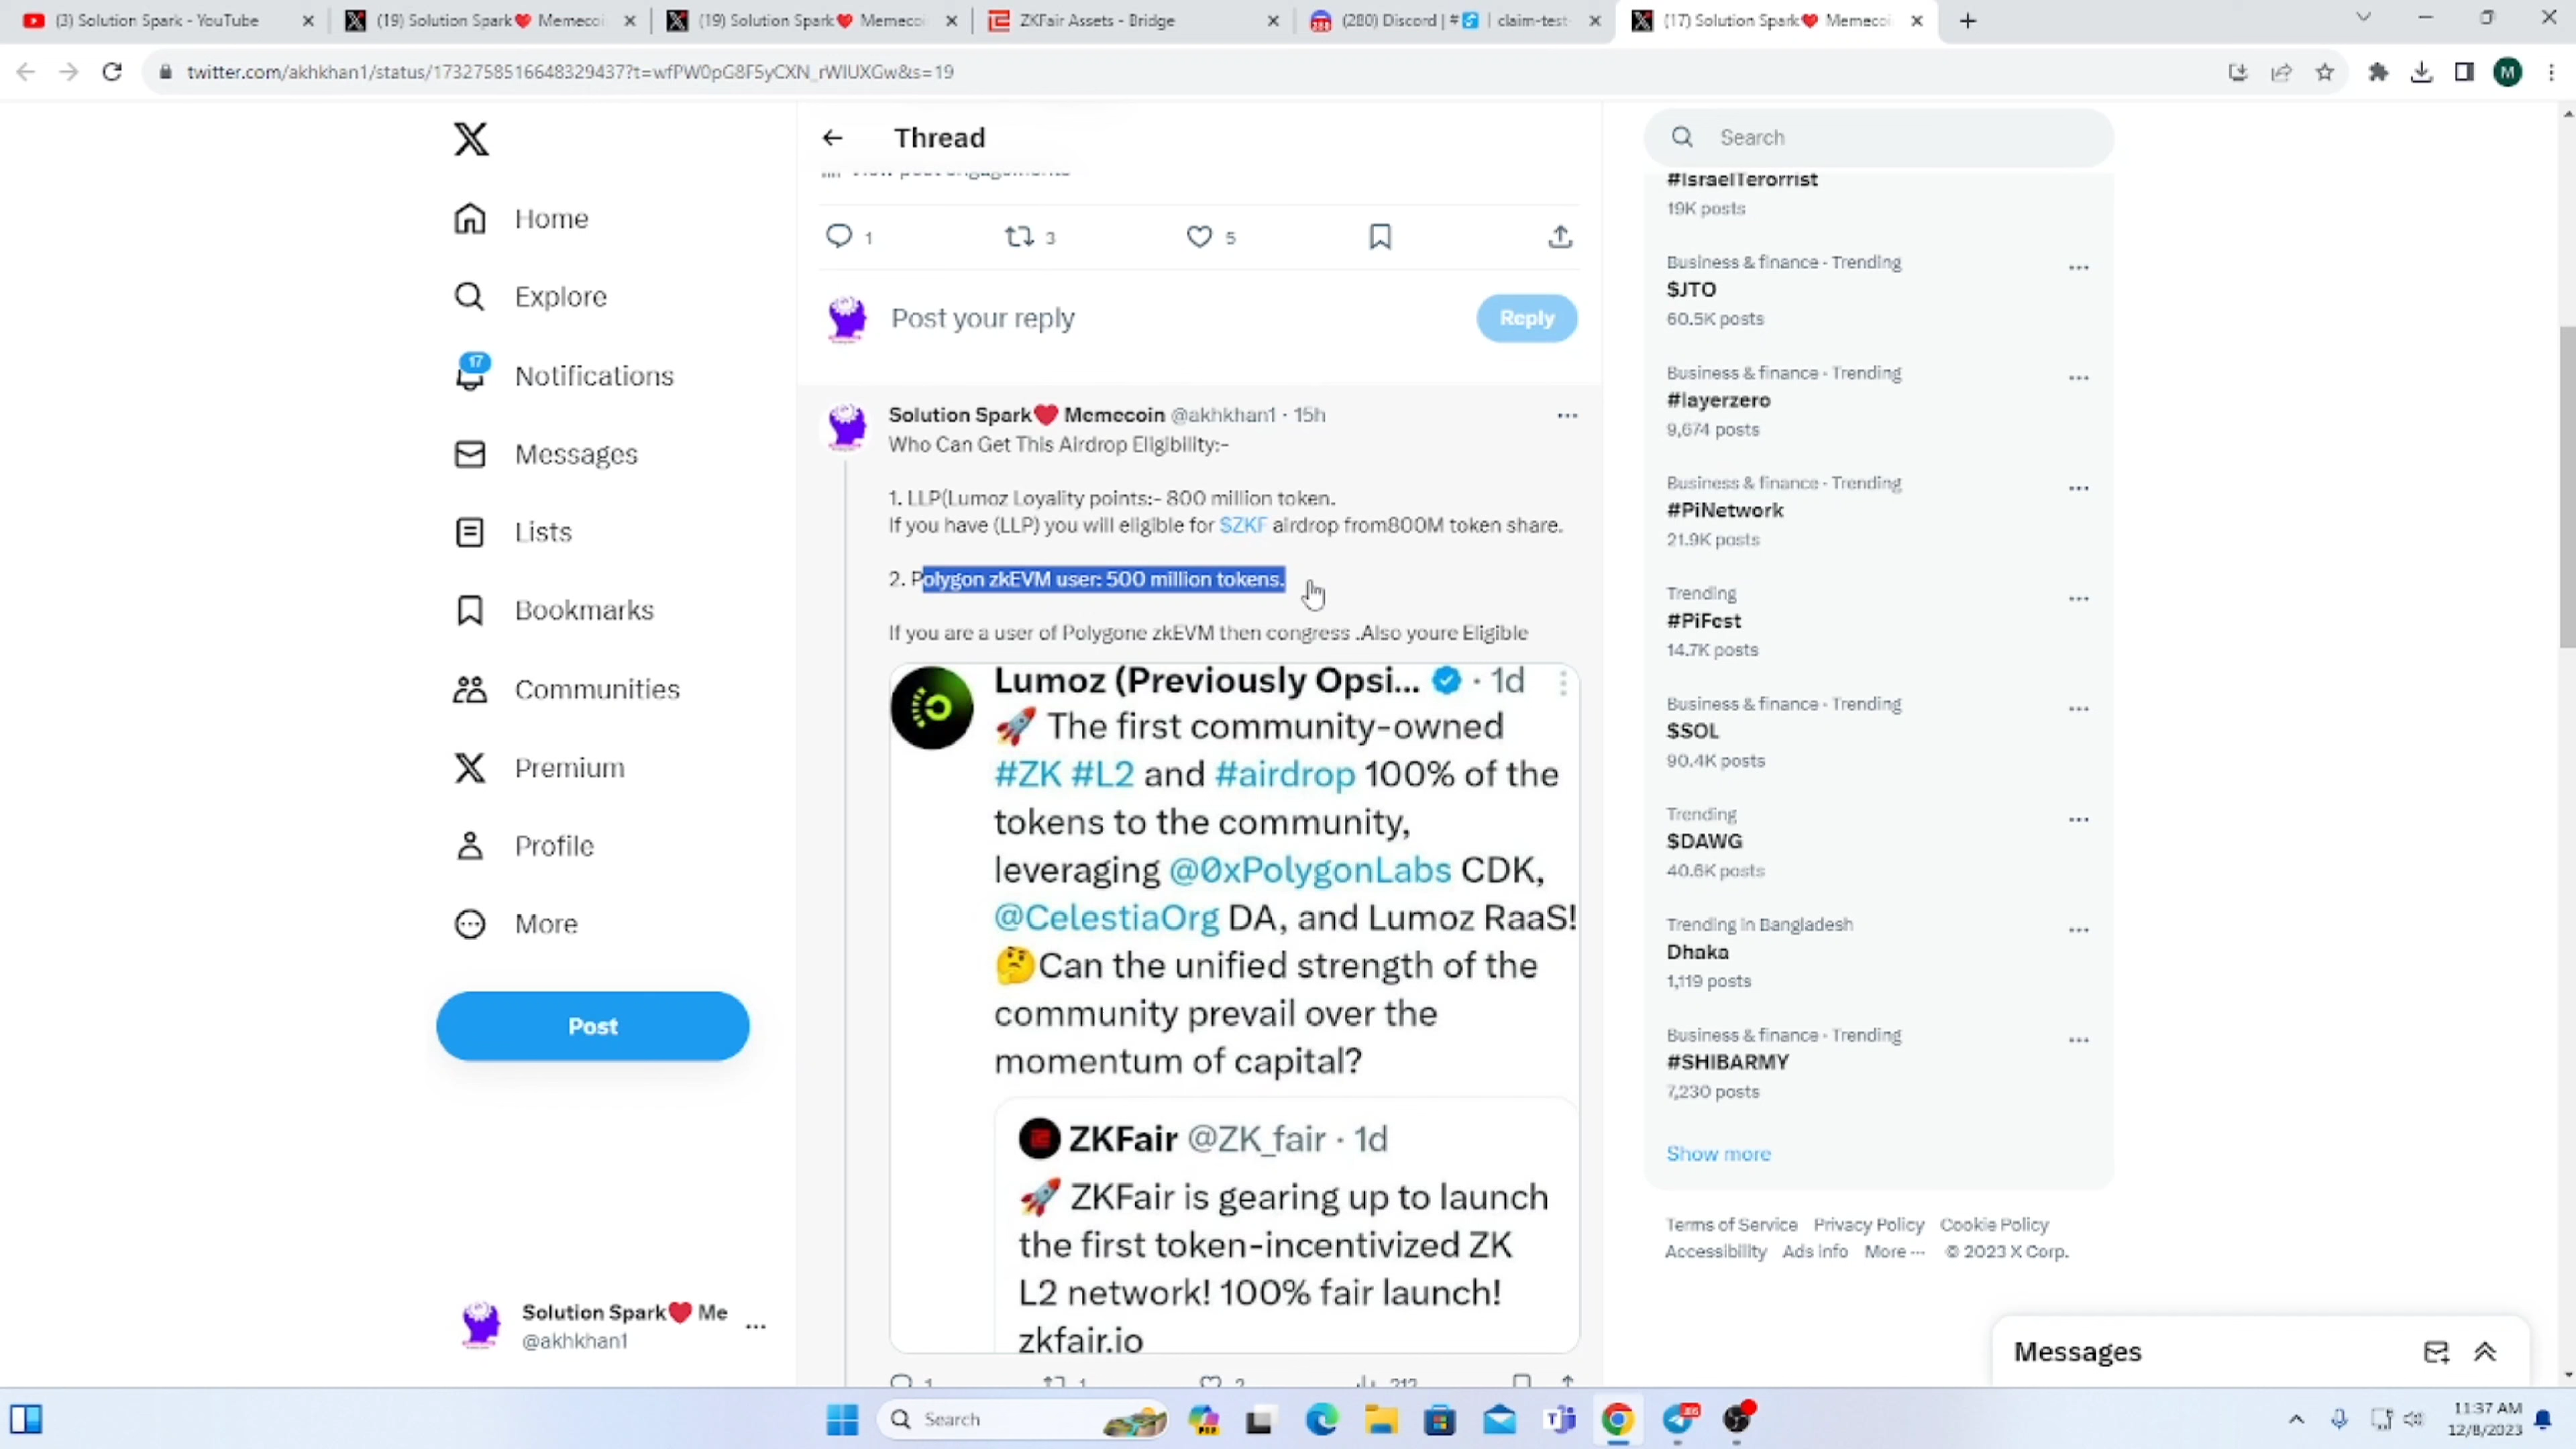 (3) Solution Spark - YouTube
(19) Solution Spark❤️ Memecoi
(19) Solution Spark❤️ Memeco
ZKFair Assets - Bridge
(280) Discord | # | claim-test
(17) Solution Spark❤️ Memecoi
twitter.com/akhkhan1/status/1732758516648329437?t=wfPW0pG8F5yCXN_rWIUXGw&s=19
M
Home
Explore
17
Notifications
Messages
Lists
Bookmarks
Communities
Premium
Profile
More
Post
Solution Spark❤️ Me
@akhkhan1
Thread
View post engagements
1
3
5
Post your reply
Reply
Solution Spark❤️ Memecoin @akhkhan1 · 15h
Who Can Get This Airdrop Eligibility:-
1. LLP(Lumoz Loyality points:- 800 million token.
If you have (LLP) you will eligible for $ZKF airdrop from800M token share.
2. Polygon zkEVM user: 500 million tokens.
If you are a user of Polygone zkEVM then congress .Also youre Eligible
Lumoz (Previously Opsi... · 1d
🚀 The first community-owned
#ZK #L2 and #airdrop 100% of the
tokens to the community,
leveraging @0xPolygonLabs CDK,
@CelestiaOrg DA, and Lumoz RaaS!
🤔Can the unified strength of the
community prevail over the
momentum of capital?
ZKFair @ZK_fair · 1d
🚀 ZKFair is gearing up to launch
the first token-incentivized ZK
L2 network! 100% fair launch!
zkfair.io
1
1
2
212
Search
#IsraelTerorrist
19K posts
Business & finance · Trending
$JTO
60.5K posts
Business & finance · Trending
#layerzero
9,674 posts
Business & finance · Trending
#PiNetwork
21.9K posts
Trending
#PiFest
14.7K posts
Business & finance · Trending
$SOL
90.4K posts
Trending
$DAWG
40.6K posts
Trending in Bangladesh
Dhaka
1,119 posts
Business & finance · Trending
#SHIBARMY
7,230 posts
Show more
Terms of Service Privacy Policy Cookie Policy
Accessibility Ads info More ··· © 2023 X Corp.
Messages
Search
11:37 AM
12/8/2023